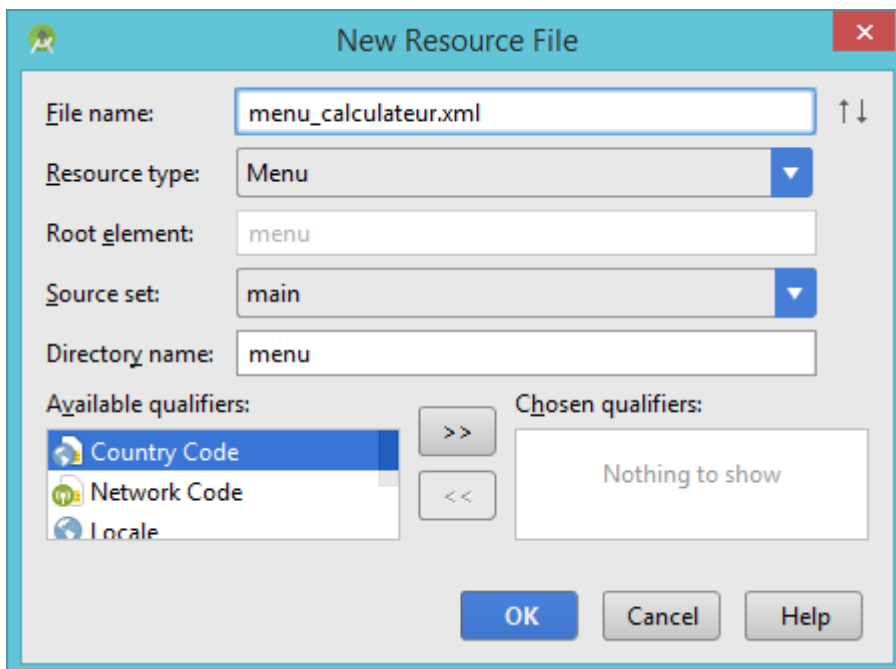 New Resource File
File name: menu_calculateur.xml
Resource type: Menu
Root element: menu
Source set: main
Directory name: menu
Available qualifiers: Chosen qualifiers:
>>
Country Code
Nothing to show
Network Code
<<
Locale
OK Cancel Help